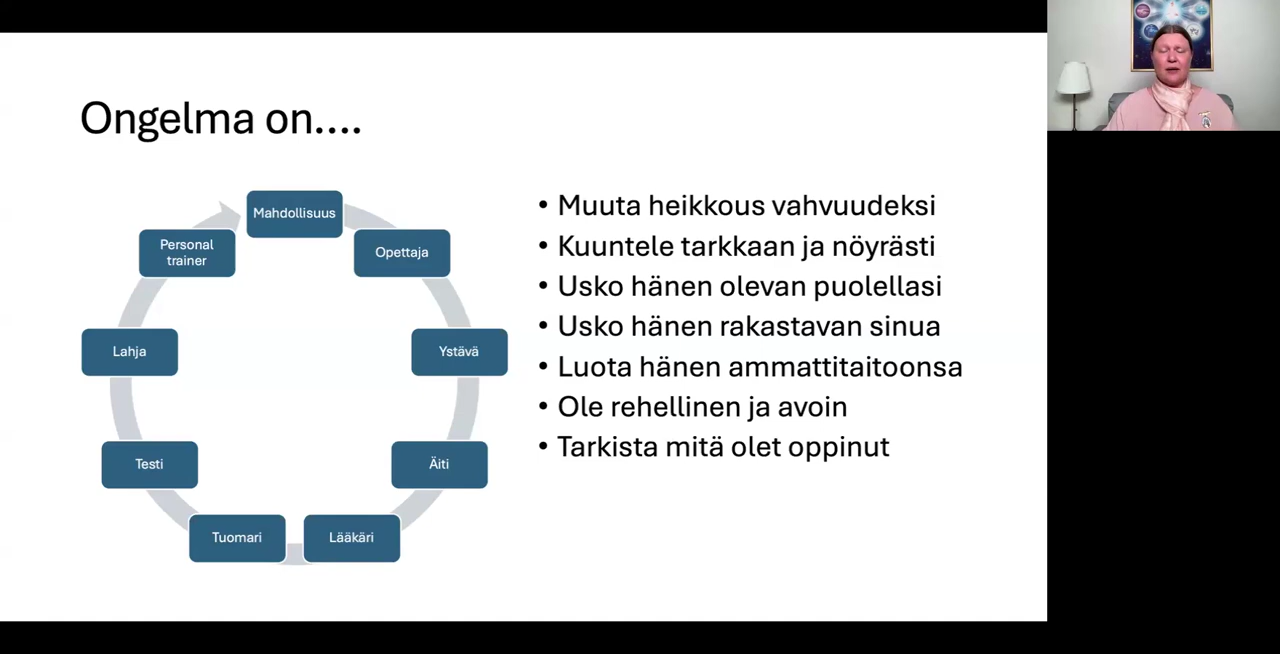 Ongelma on....
Mahdollisuus
Opettaja
Ystävä
Äiti
Lääkäri
Tuomari
Testi
Lahja
Personal
trainer
• Muuta heikkous vahvuudeksi
• Kuuntele tarkkaan ja nöyrästi
• Usko hänen olevan puolellasi
• Usko hänen rakastavan sinua
• Luota hänen ammattitaitoonsa
• Ole rehellinen ja avoin
• Tarkista mitä olet oppinut